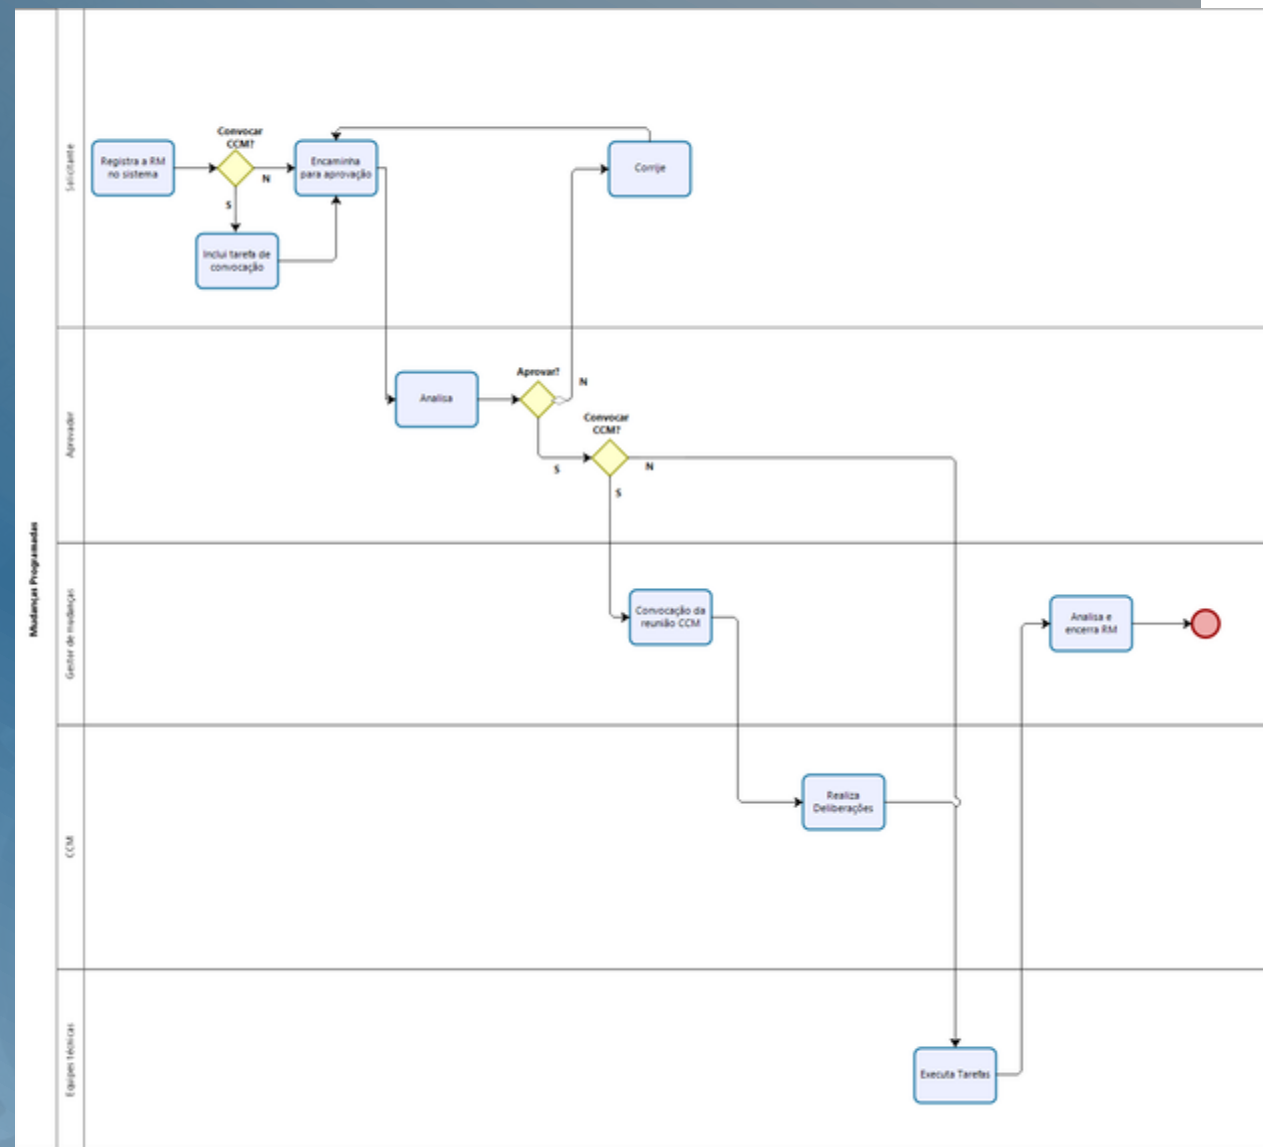 Mudanças Programadas
Solicitante
Registra a RM
no sistema
Convocar
CCM?
N
S
Encaminha
para aprovação
Inclui tarefa de
convocação
Corrije
Aprovador
Analisa
Aprovar?
N
S
Convocar
CCM?
N
S
Gestor de mudanças
Convocação da
reunião CCM
Analisa e
encerra RM
CCM
Realiza
Deliberações
Equipes técnicas
Executa Tarefas